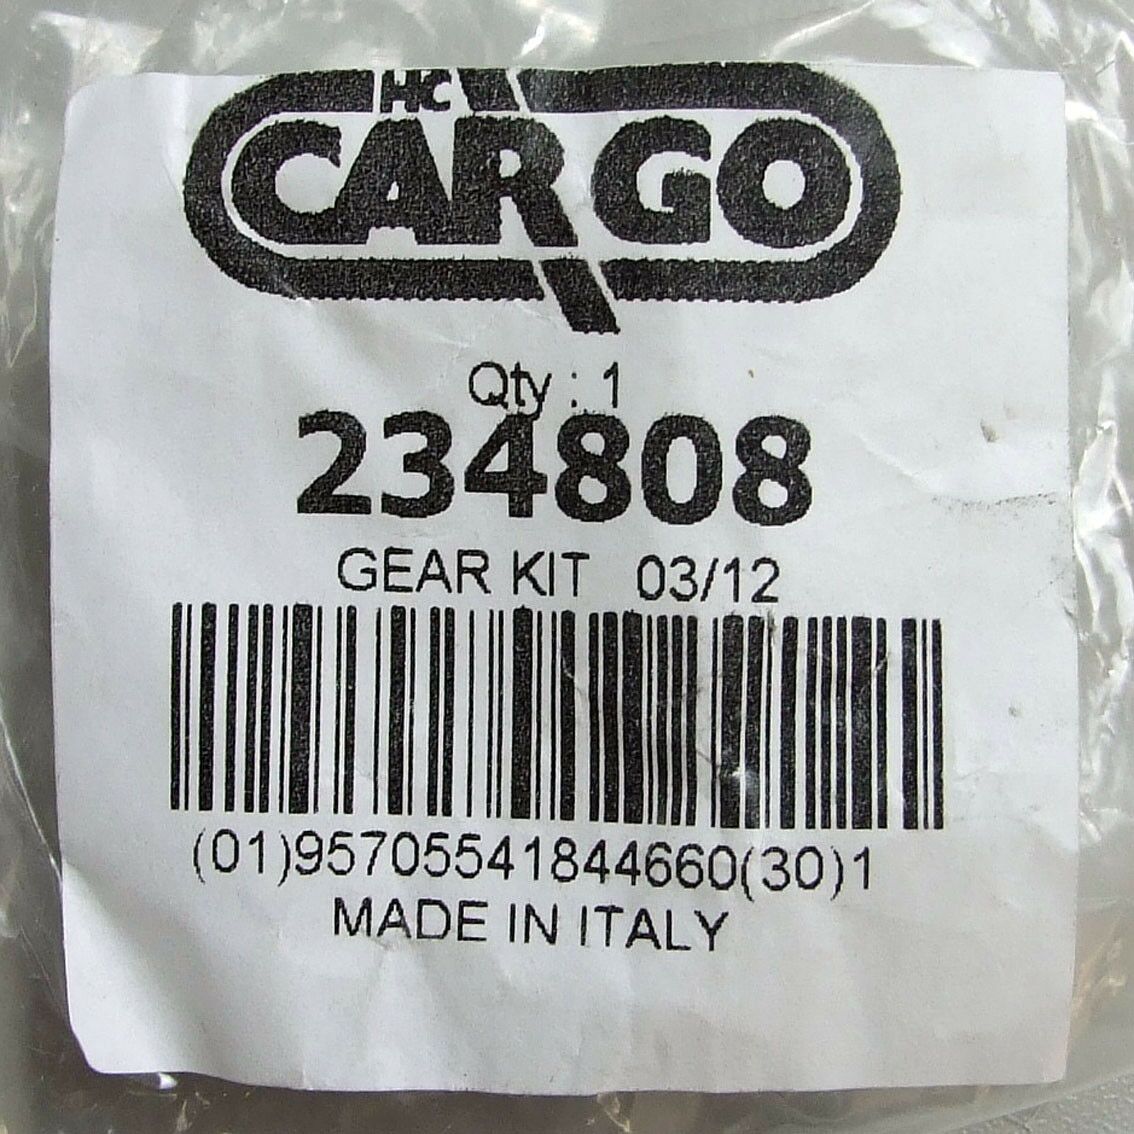 HC
CARGO
Qty : 1
234808
GEAR KIT 03/12
(01)95705541844660(30)1
MADE IN ITALY